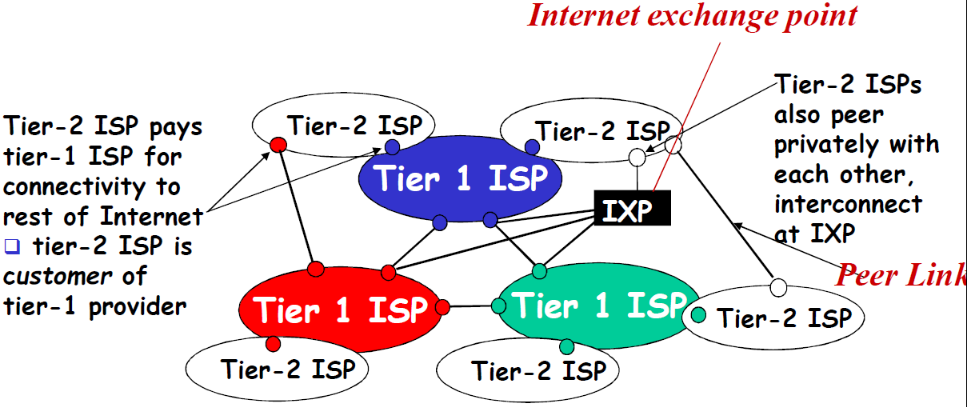 Internet exchange point
Tier-2 ISP pays
tier-1 ISP for
connectivity to
rest of Internet
❑ tier-2 ISP is
customer of
tier-1 provider
Tier-2 ISP
Tier-2 ISP
Tier-2 ISPs
also peer
privately with
each other,
interconnect
at IXP
Tier 1 ISP
IXP
Peer Link
Tier 1 ISP
Tier 1 ISP
Tier-2 ISP
Tier-2 ISP
Tier-2 ISP